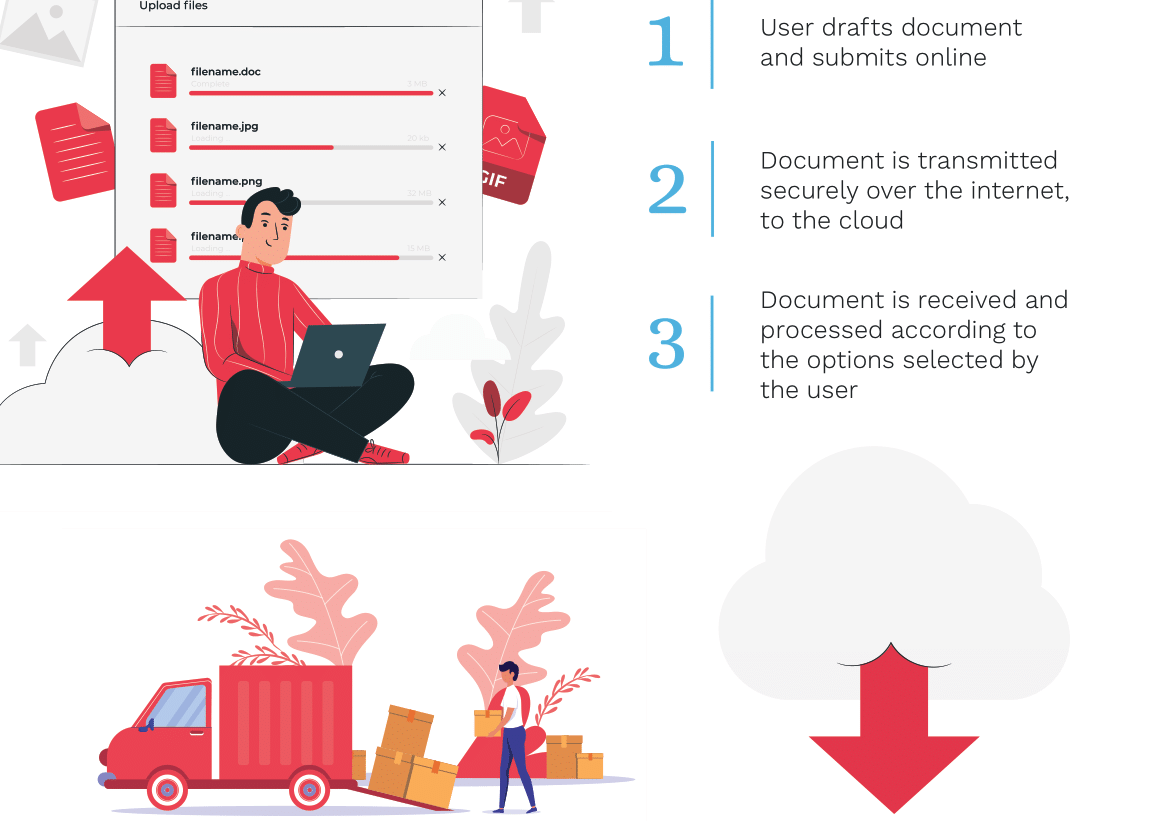 Upload files
filename.doc
Complete 3 MB
filename.jpg
Loading... 20 kb
filename.png
Loading... 32 MB
Loading... 15 MB
GIF
1
User drafts document
and submits online
2
Document is transmitted
securely over the internet,
to the cloud
3
Document is received and
processed according to
the options selected by
the user